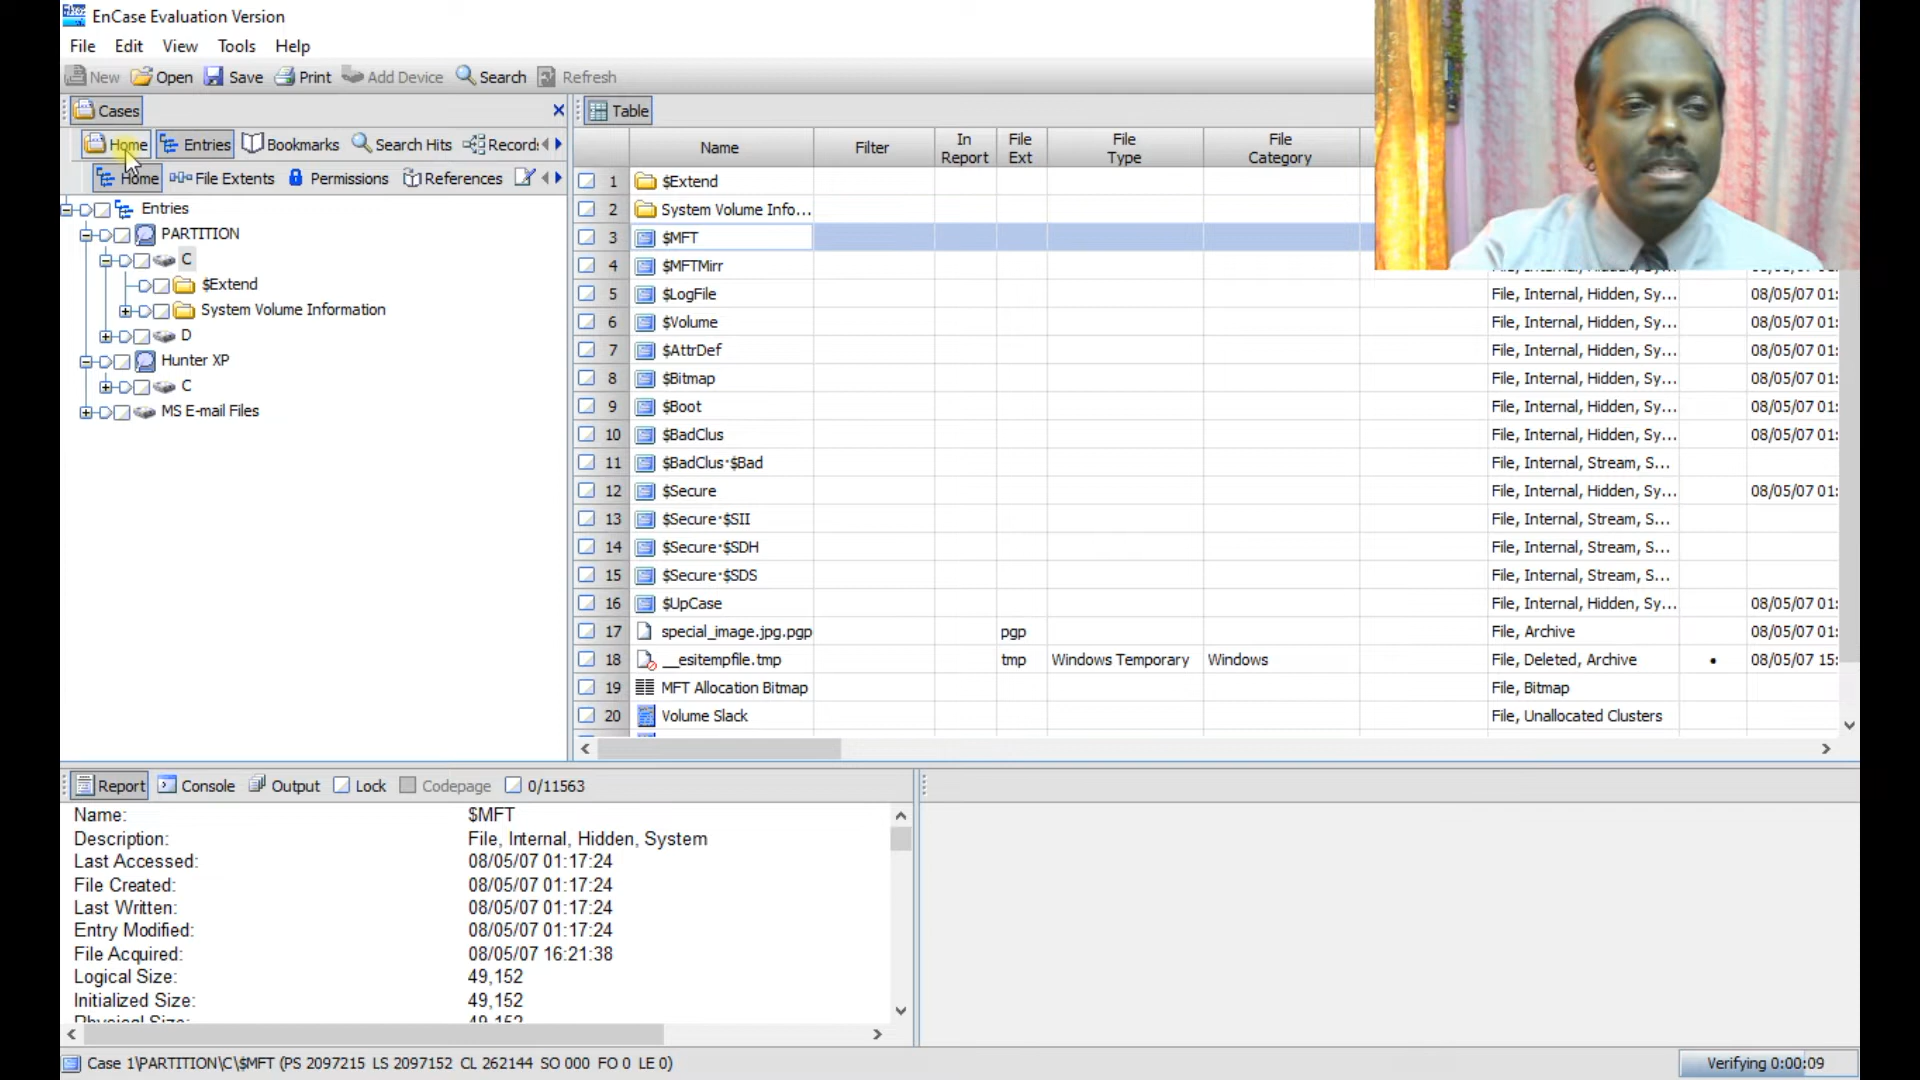 EnCase Evaluation Version
File Edit View Tools Help
New Open Save Print Add Device Search Refresh
Cases
Home Entries Bookmarks Search Hits Record
Home File Extents Permissions References
Entries
PARTITION
C
$Extend
System Volume Information
D
Hunter XP
C
MS E-mail Files
Table
Name Filter In Report File Ext File Type File Category
1 $Extend
2 System Volume Info...
3 $MFT
4 $MFTMirr
5 $LogFile File, Internal, Hidden, Sy... 08/05/07 01:
6 $Volume File, Internal, Hidden, Sy... 08/05/07 01:
7 $AttrDef File, Internal, Hidden, Sy... 08/05/07 01:
8 $Bitmap File, Internal, Hidden, Sy... 08/05/07 01:
9 $Boot File, Internal, Hidden, Sy... 08/05/07 01:
10 $BadClus File, Internal, Hidden, Sy... 08/05/07 01:
11 $BadClus·$Bad File, Internal, Stream, S...
12 $Secure File, Internal, Hidden, Sy... 08/05/07 01:
13 $Secure·$SII File, Internal, Stream, S...
14 $Secure·$SDH File, Internal, Stream, S...
15 $Secure·$SDS File, Internal, Stream, S...
16 $UpCase File, Internal, Hidden, Sy... 08/05/07 01:
17 special_image.jpg.pgp pgp File, Archive 08/05/07 01:
18 __esitempfile.tmp tmp Windows Temporary Windows File, Deleted, Archive • 08/05/07 15:
19 MFT Allocation Bitmap File, Bitmap
20 Volume Slack File, Unallocated Clusters
Report Console Output Lock Codepage 0/11563
Name: $MFT
Description: File, Internal, Hidden, System
Last Accessed: 08/05/07 01:17:24
File Created: 08/05/07 01:17:24
Last Written: 08/05/07 01:17:24
Entry Modified: 08/05/07 01:17:24
File Acquired: 08/05/07 16:21:38
Logical Size: 49,152
Initialized Size: 49,152
Physical Size: 49,152
Case 1\PARTITION\C\$MFT (PS 2097215 LS 2097152 CL 262144 SO 000 FO 0 LE 0)
Verifying 0:00:09